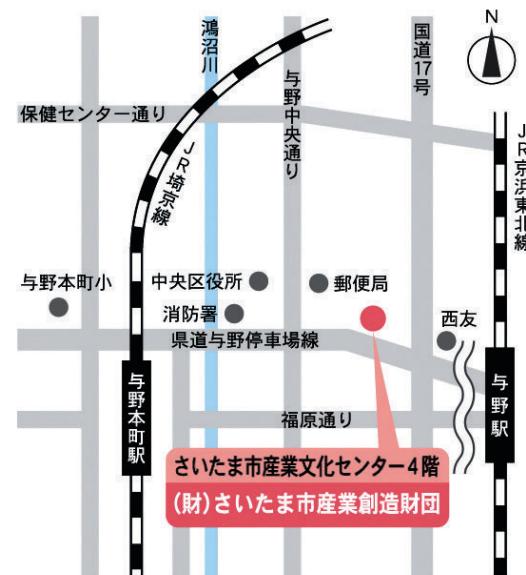 N
鴻沼川
国道17号
与野中央通り
保健センター通り
JR埼京線
JR京浜東北線
与野本町小
中央区役所
郵便局
消防署
西友
県道与野停車場線
与野本町駅
与野駅
福原通り
さいたま市産業文化センター4階
(財)さいたま市産業創造財団